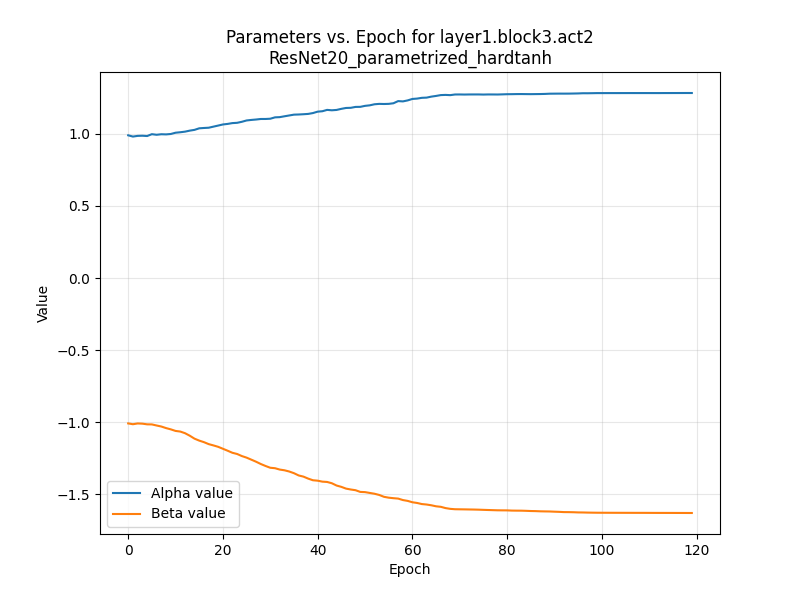 Parameters vs. Epoch for layer1.block3.act2
ResNet20_parametrized_hardtanh
Value
1.0
0.5
0.0
−0.5
−1.0
−1.5
Alpha value
Beta value
0 20 40 60 80 100 120
Epoch